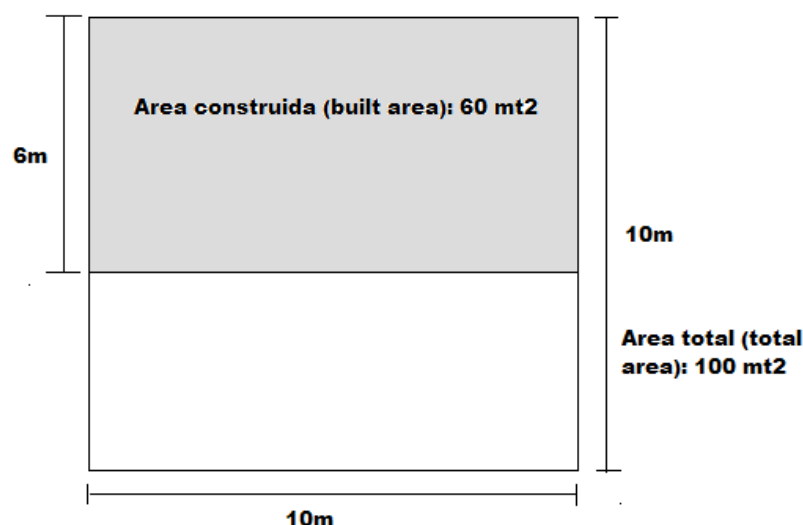 Area construida (built area): 60 mt2
6m
10m
Area total (total
area): 100 mt2
10m